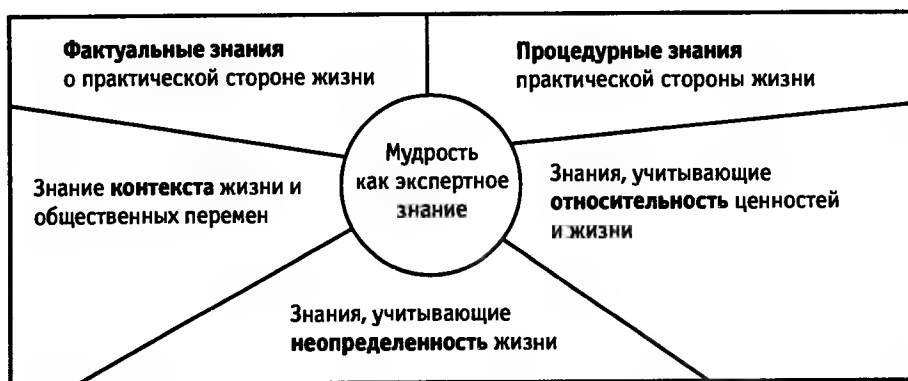 Фактуальные знания
о практической стороне жизни
Процедурные знания
практической стороны жизни
Мудрость
как экспертное
знание
Знание контекста жизни и
общественных перемен
Знания, учитывающие
относительность ценностей
и жизни
Знания, учитывающие
неопределенность жизни